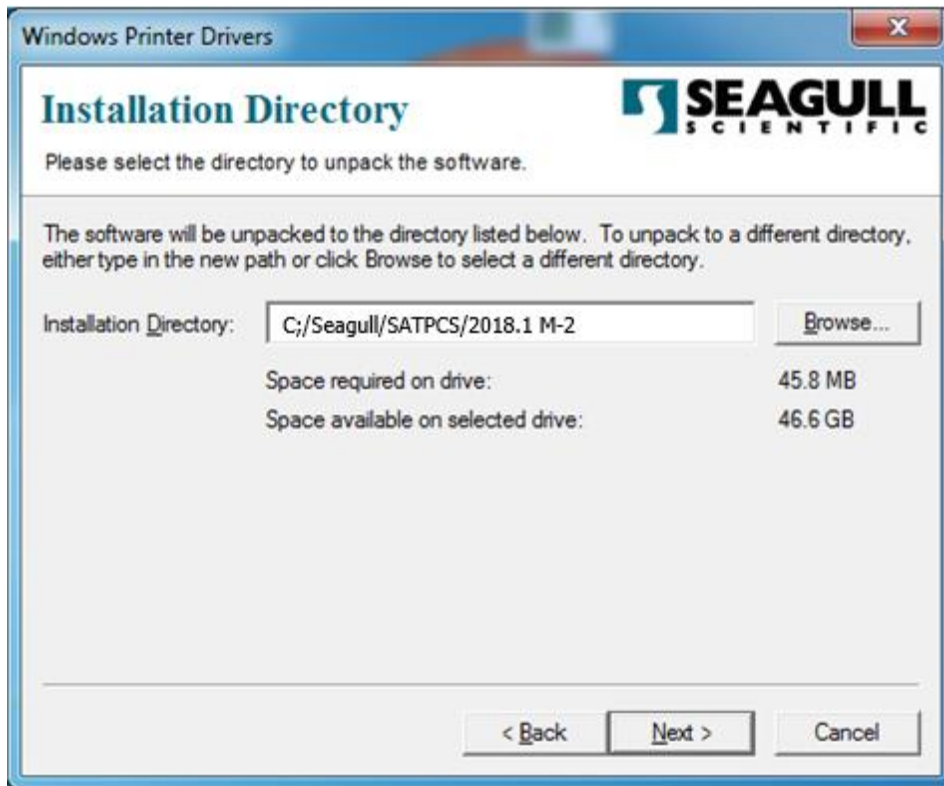 Windows Printer Drivers
Installation Directory
SEAGULL
SCIENTIFIC
Please select the directory to unpack the software.
The software will be unpacked to the directory listed below. To unpack to a different directory,
either type in the new path or click Browse to select a different directory.
Installation Directory: C;/Seagull/SATPCS/2018.1 M-2 Browse...
Space required on drive: 45.8 MB
Space available on selected drive: 46.6 GB
< Back Next > Cancel